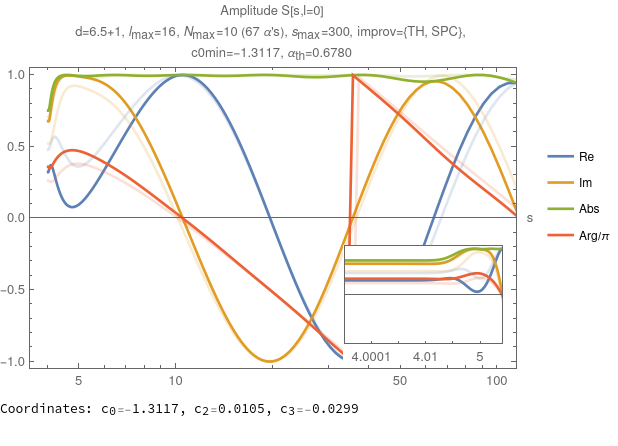 Amplitude S[s,l=0]
d=6.5+1, lmax=16, Nmax=10 (67 α's), smax=300, improv={TH, SPC},
c0min=−1.3117, αth=0.6780
1.0
0.5
0.0
−0.5
−1.0
5
10
50
100
s
4.0001
4.01
5
Re
Im
Abs
Arg/π
Coordinates: c0=−1.3117, c2=0.0105, c3=−0.0299